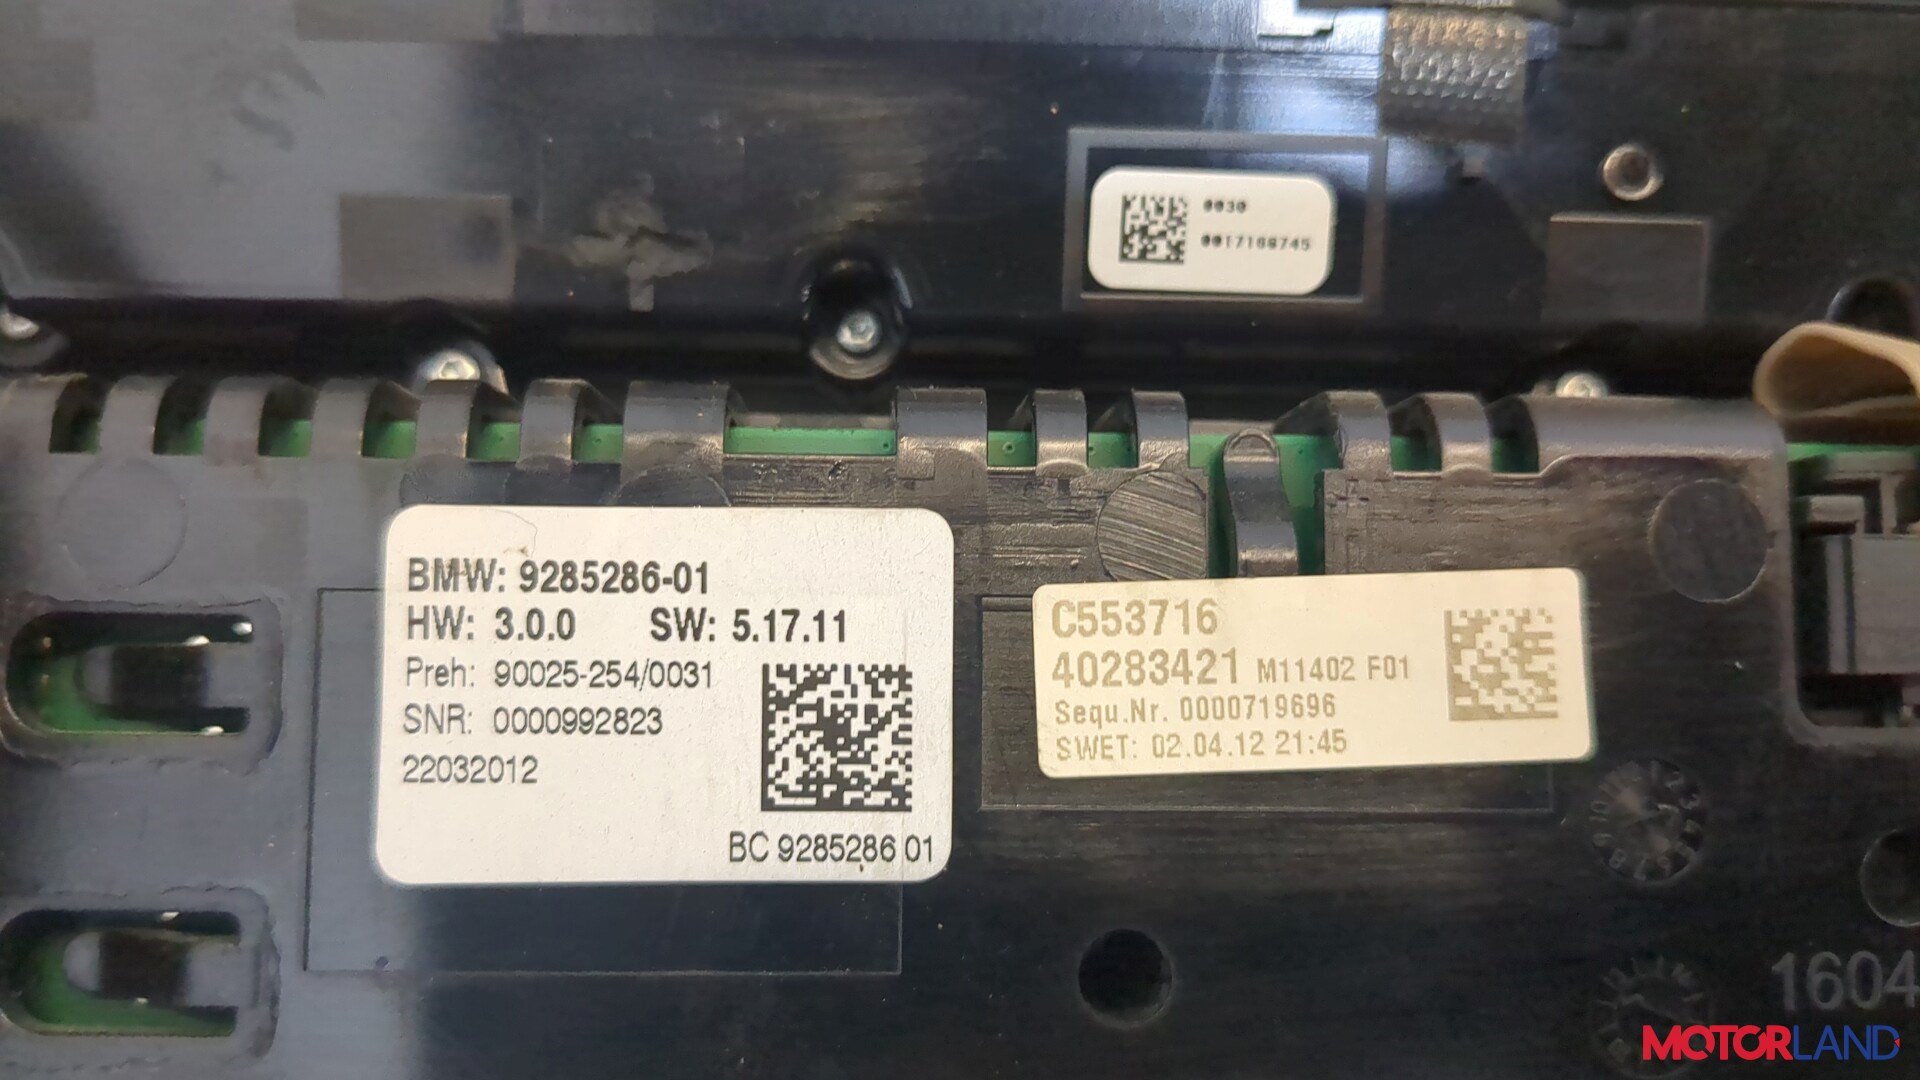 0030
0017169745
BMW: 9285286-01
HW: 3.0.0 SW: 5.17.11
Preh: 90025-254/0031
SNR: 0000992823
22032012
BC 9285286 01
C553716
40283421 M11402 F01
Sequ.Nr. 0000719696
SWET: 02.04.12 21:45
1604
MOTORLAND